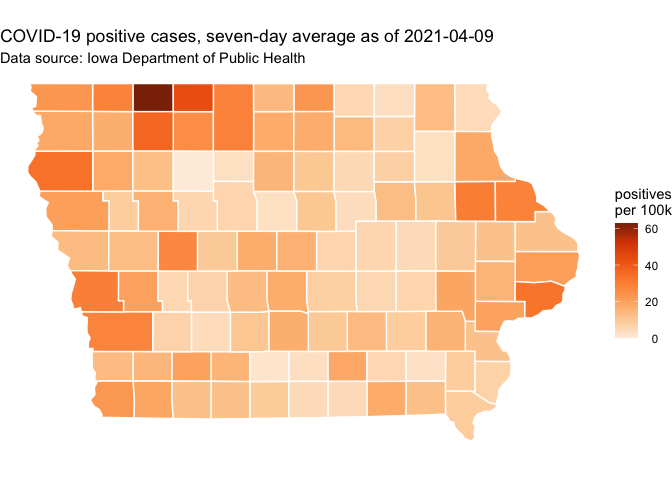 COVID-19 positive cases, seven-day average as of 2021-04-09
Data source: Iowa Department of Public Health
positives
per 100k
60
40
20
0